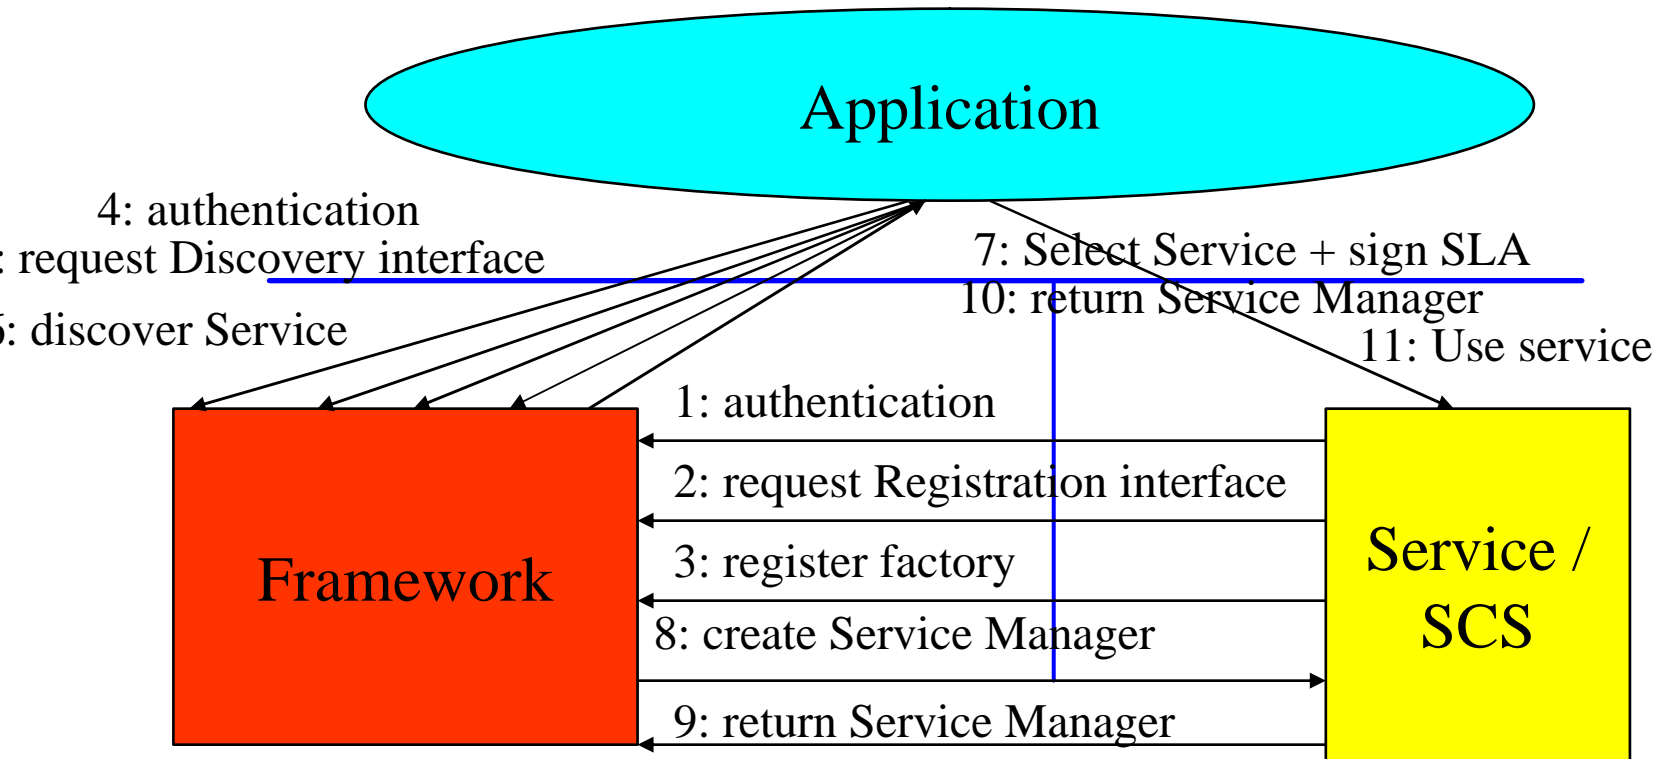 Application
4: authentication
: request Discovery interface
7: Select Service + sign SLA
10: return Service Manager
6: discover Service
11: Use service
1: authentication
2: request Registration interface
3: register factory
8: create Service Manager
9: return Service Manager
Framework
Service /
SCS